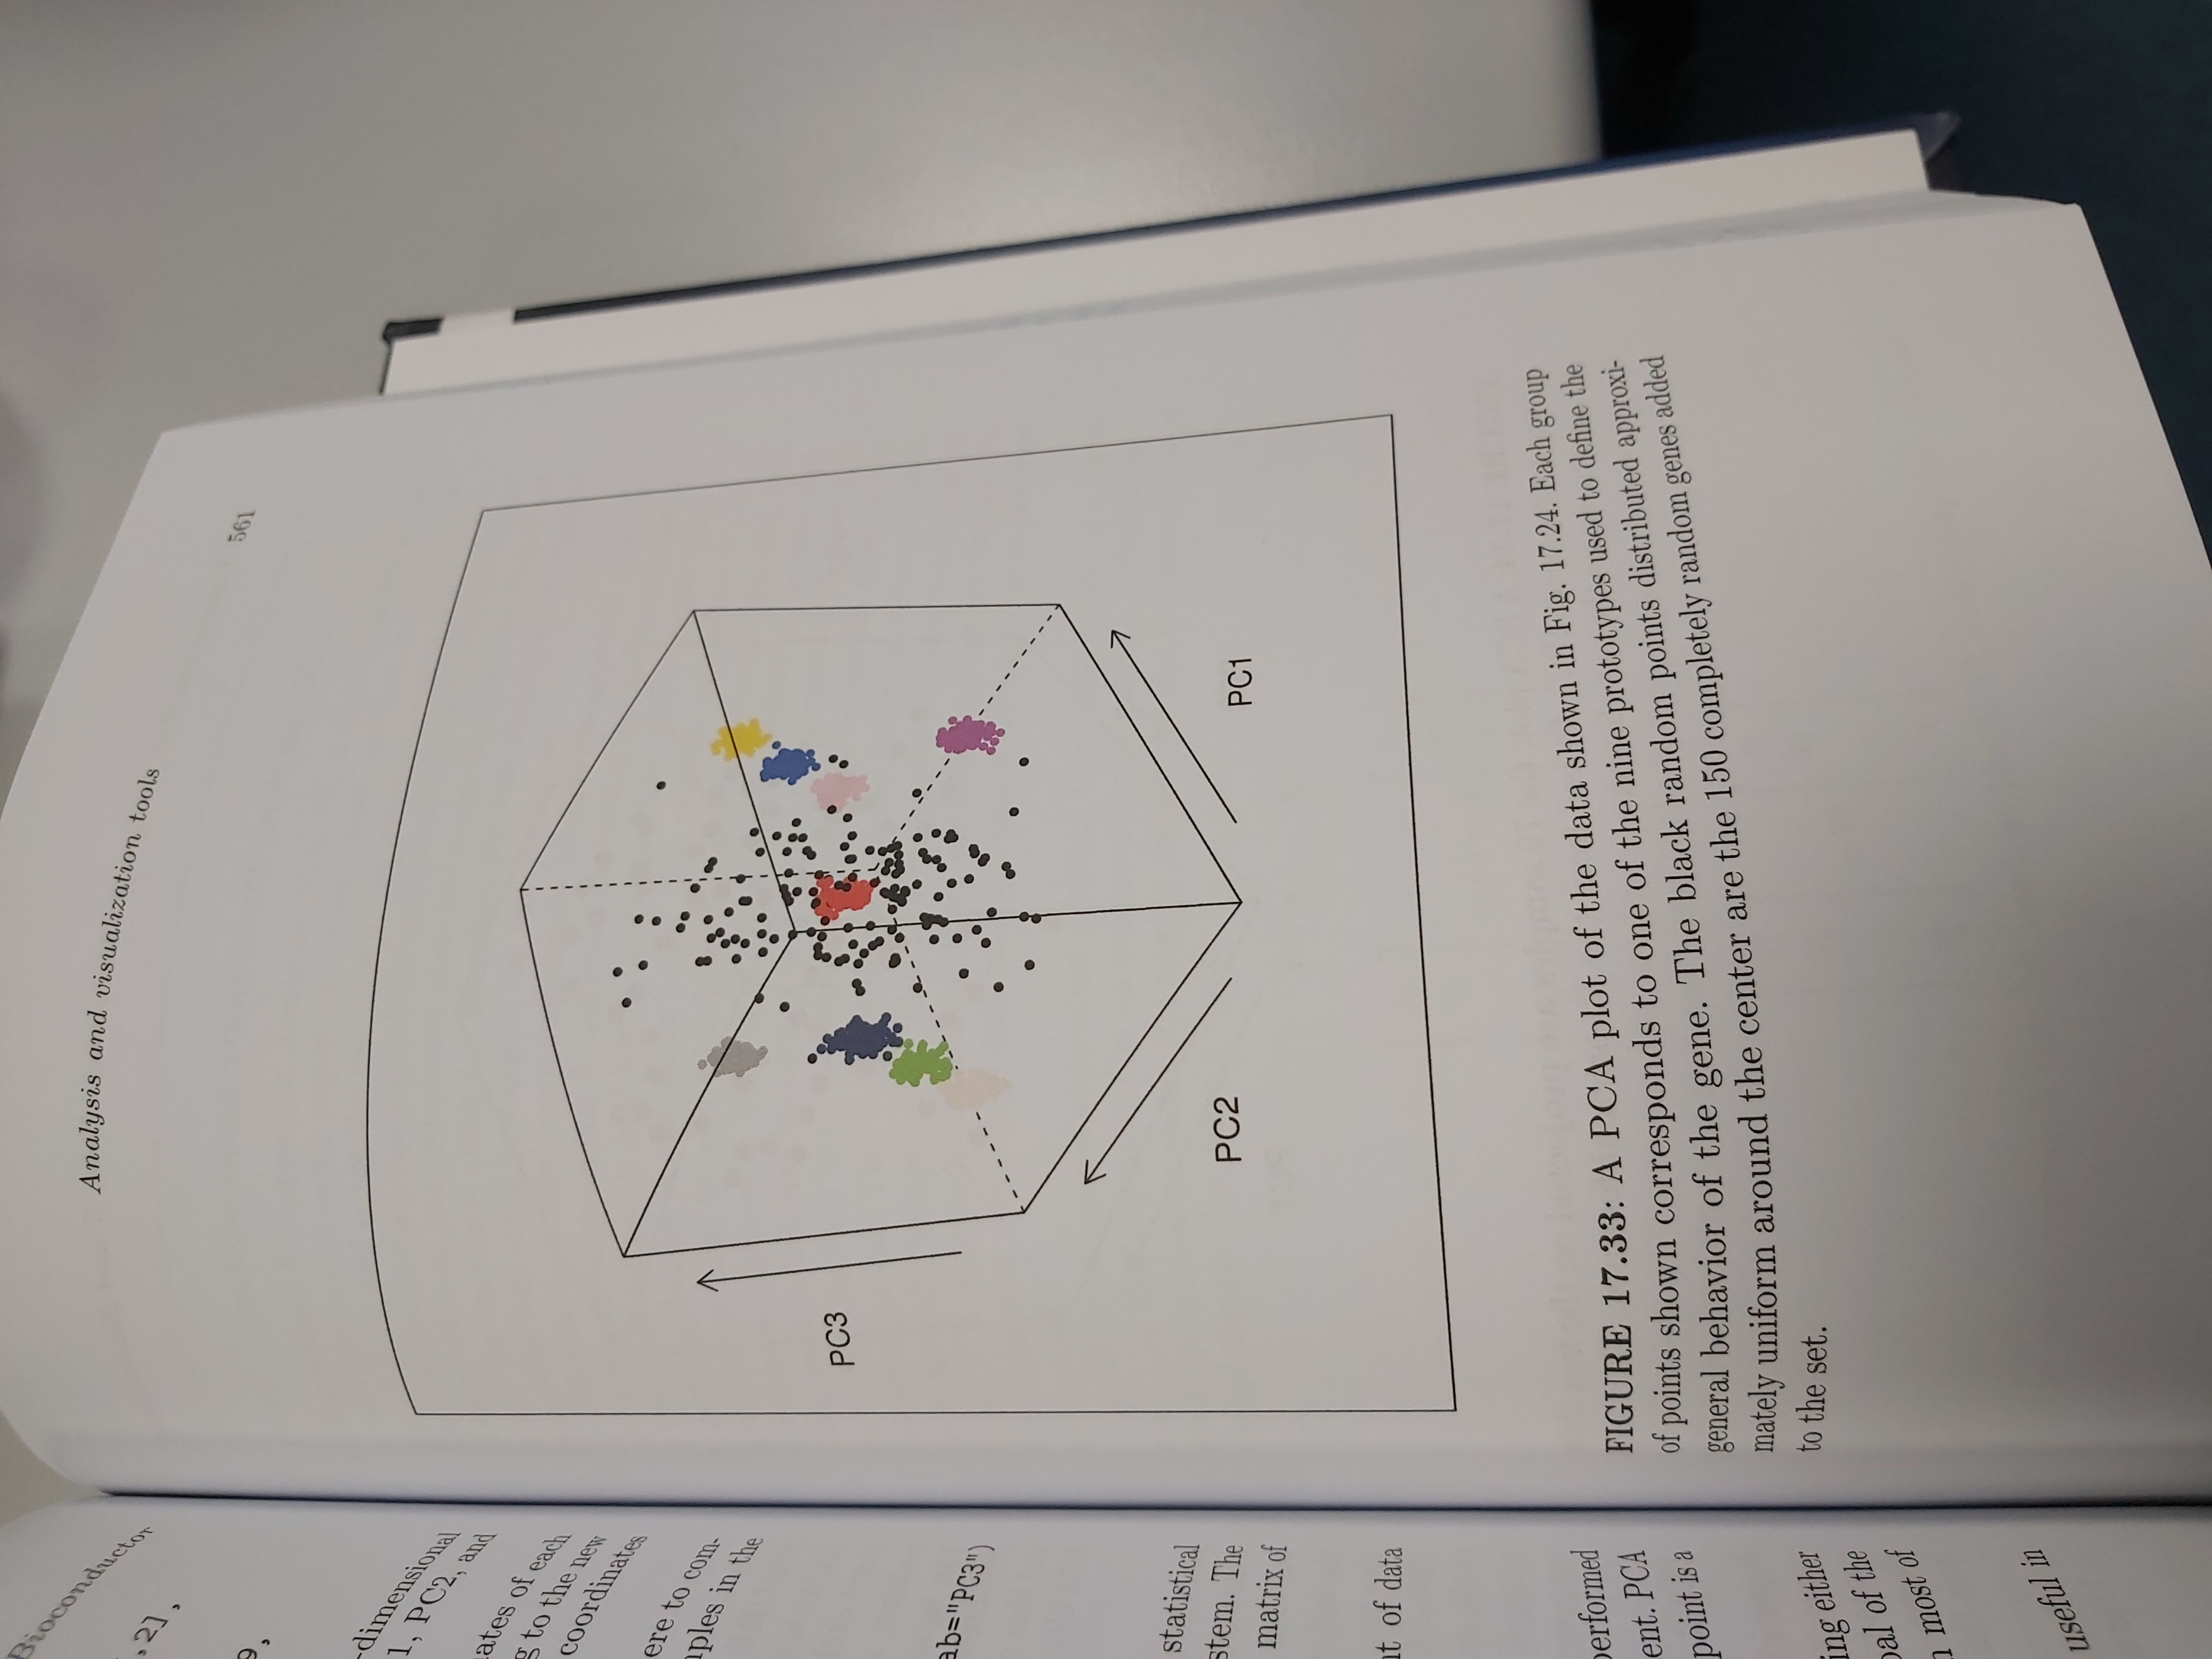 Bioconductor
,2],
9,
-dimensional
1, PC2, and
ates of each
g to the new
coordinates
ere to com-
ples in the
ab="PC3")
statistical
stem. The
matrix of
nt of data
performed
ent. PCA
point is a
ing either
oal of the
most of
useful in
Analysis and visualization tools
561
PC3
PC2
PC1
FIGURE 17.33: A PCA plot of the data shown in Fig. 17.24. Each group
of points shown corresponds to one of the nine prototypes used to define the
general behavior of the gene. The black random points distributed approxi-
mately uniform around the center are the 150 completely random genes added
to the set.